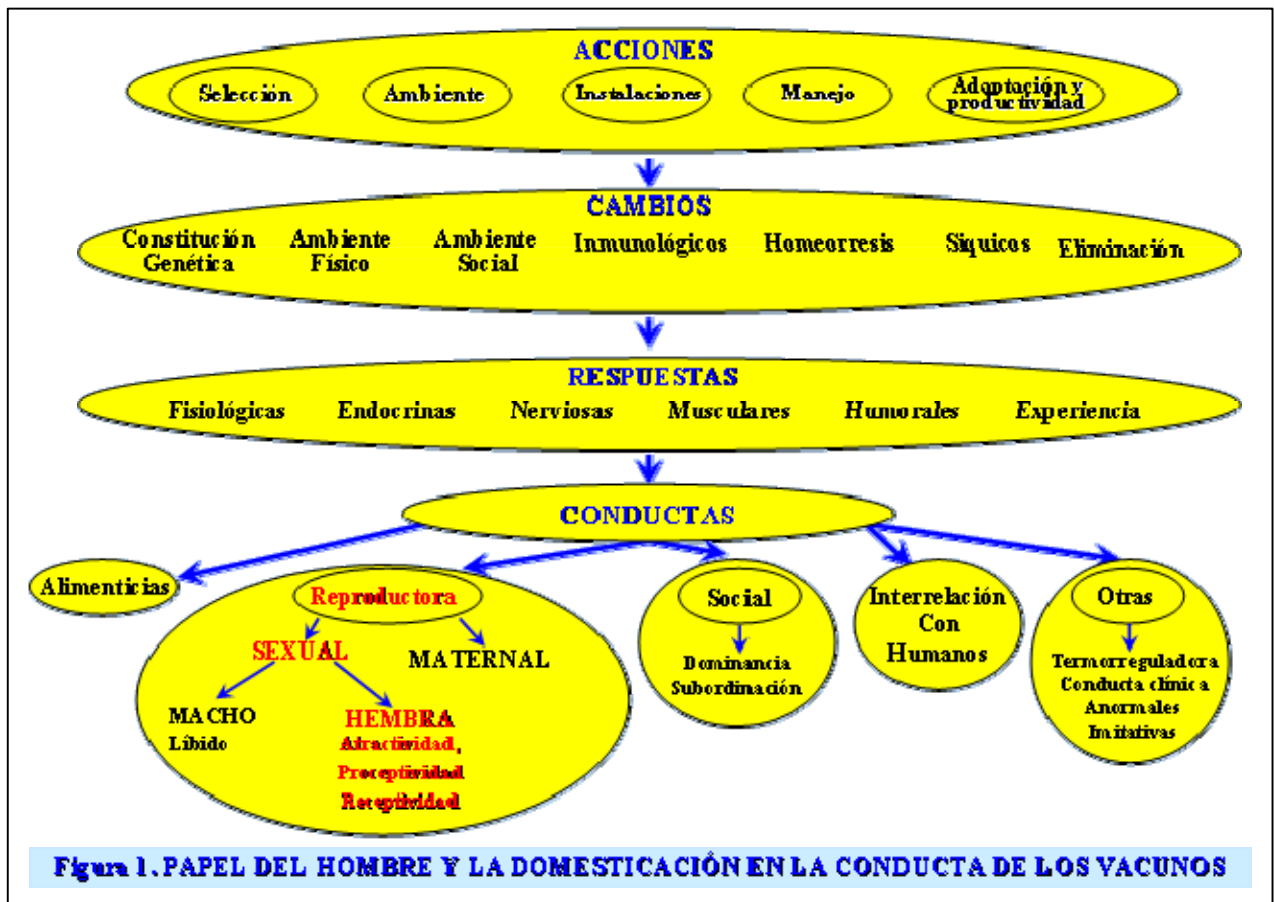 ACCIONES
Selección Ambiente Instalaciones Manejo Adaptación y
productividad
CAMBIOS
Constitución Ambiente Ambiente Inmunológicos Homeorresis Síquicos Eliminación
Genética Físico Social
RESPUESTAS
Fisiológicas Endocrinas Nerviosas Musculares Humorales Experiencia
CONDUCTAS
Alimenticias
Reproductora
SEXUAL
MATERNAL
MACHO
Líbido
HEMBRA
Atractividad,
Proceptividad
Receptividad
Social
Dominancia
Subordinación
Interrelación
Con
Humanos
Otras
Termorreguladora
Conducta clínica
Anormales
Imitativas
Figura 1. PAPEL DEL HOMBRE Y LA DOMESTICACIÓN EN LA CONDUCTA DE LOS VACUNOS